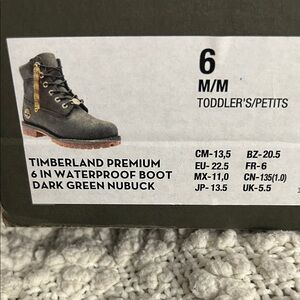 6
M/M
TODDLER'S/PETITS
TIMBERLAND PREMIUM
6 IN WATERPROOF BOOT
DARK GREEN NUBUCK
CM-13,5 BZ-20.5
EU- 22.5 FR-6
MX-11,0 CN-135(1.0)
JP- 13.5 UK-5.5